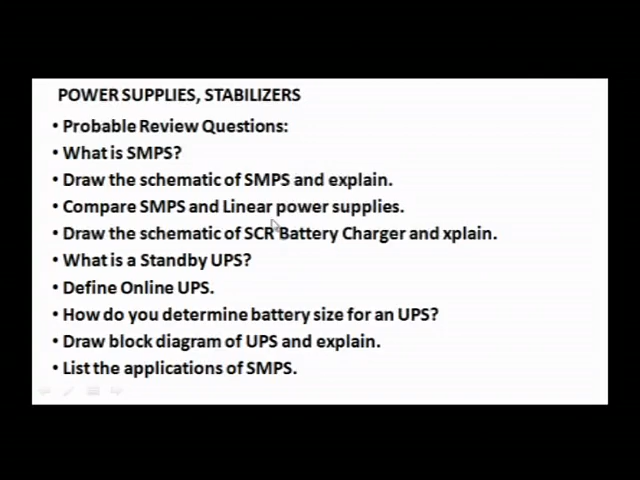 POWER SUPPLIES, STABILIZERS
• Probable Review Questions:
• What is SMPS?
• Draw the schematic of SMPS and explain.
• Compare SMPS and Linear power supplies.
• Draw the schematic of SCR Battery Charger and xplain.
• What is a Standby UPS?
• Define Online UPS.
• How do you determine battery size for an UPS?
• Draw block diagram of UPS and explain.
• List the applications of SMPS.